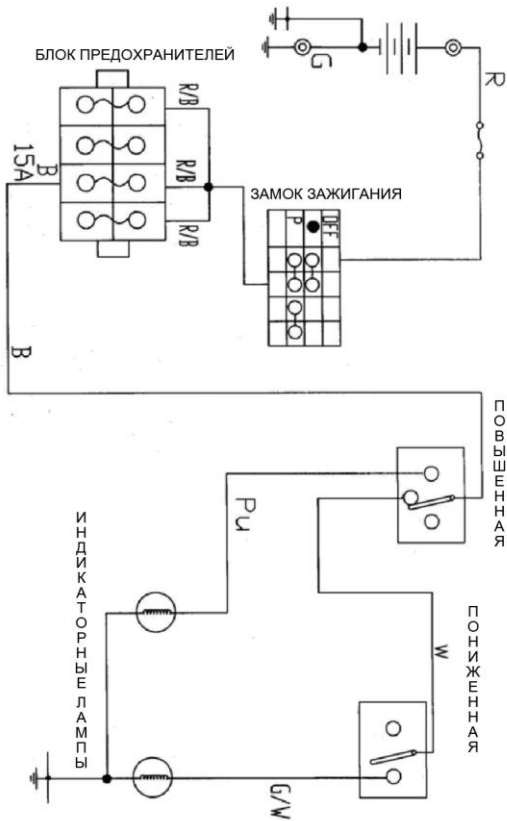 БЛОК ПРЕДОХРАНИТЕЛЕЙ
G
R
R/B
R/B
R/B
B
15A
ЗАМОК ЗАЖИГАНИЯ
OFF
P
B
ПОВЫШЕННАЯ
Pu
ИНДИКАТОРНЫЕ ЛАМПЫ
W
ПОНИЖЕННАЯ
G/W